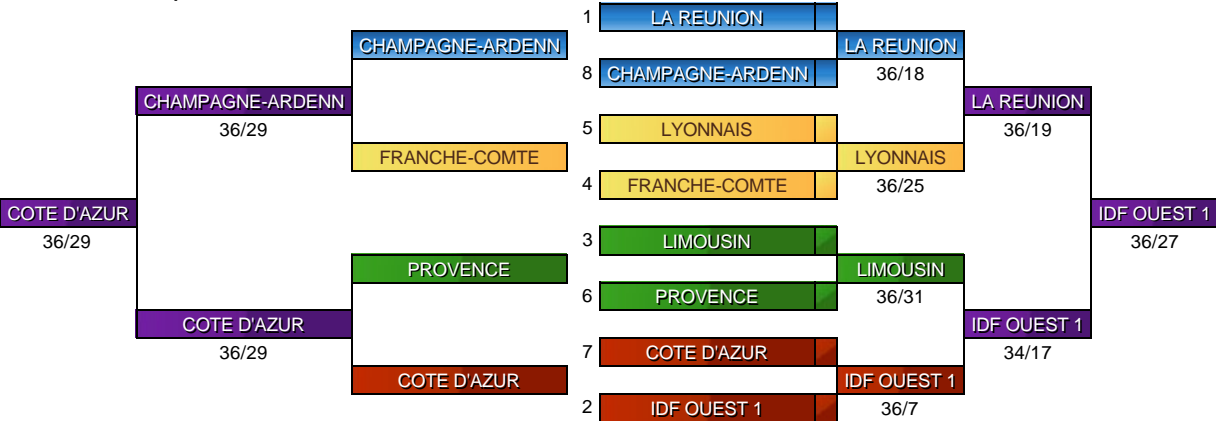 1 LA REUNION
CHAMPAGNE-ARDENN LA REUNION
8 CHAMPAGNE-ARDENN 36/18
CHAMPAGNE-ARDENN LA REUNION
36/29 5 LYONNAIS 36/19
FRANCHE-COMTE LYONNAIS
4 FRANCHE-COMTE 36/25
COTE D'AZUR IDF OUEST 1
36/29 3 LIMOUSIN 36/27
PROVENCE LIMOUSIN
6 PROVENCE 36/31
COTE D'AZUR IDF OUEST 1
36/29 7 COTE D'AZUR 34/17
COTE D'AZUR IDF OUEST 1
2 IDF OUEST 1 36/7